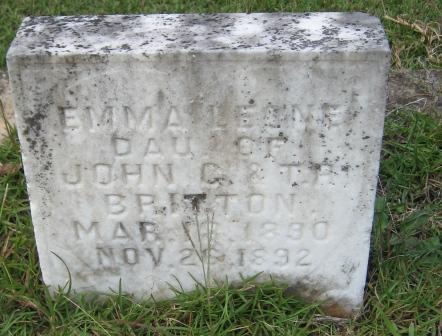 EMMA
DAU. OF
JOHN C. & T.P.
BRITTON
MAR. 1890
NOV. 1892